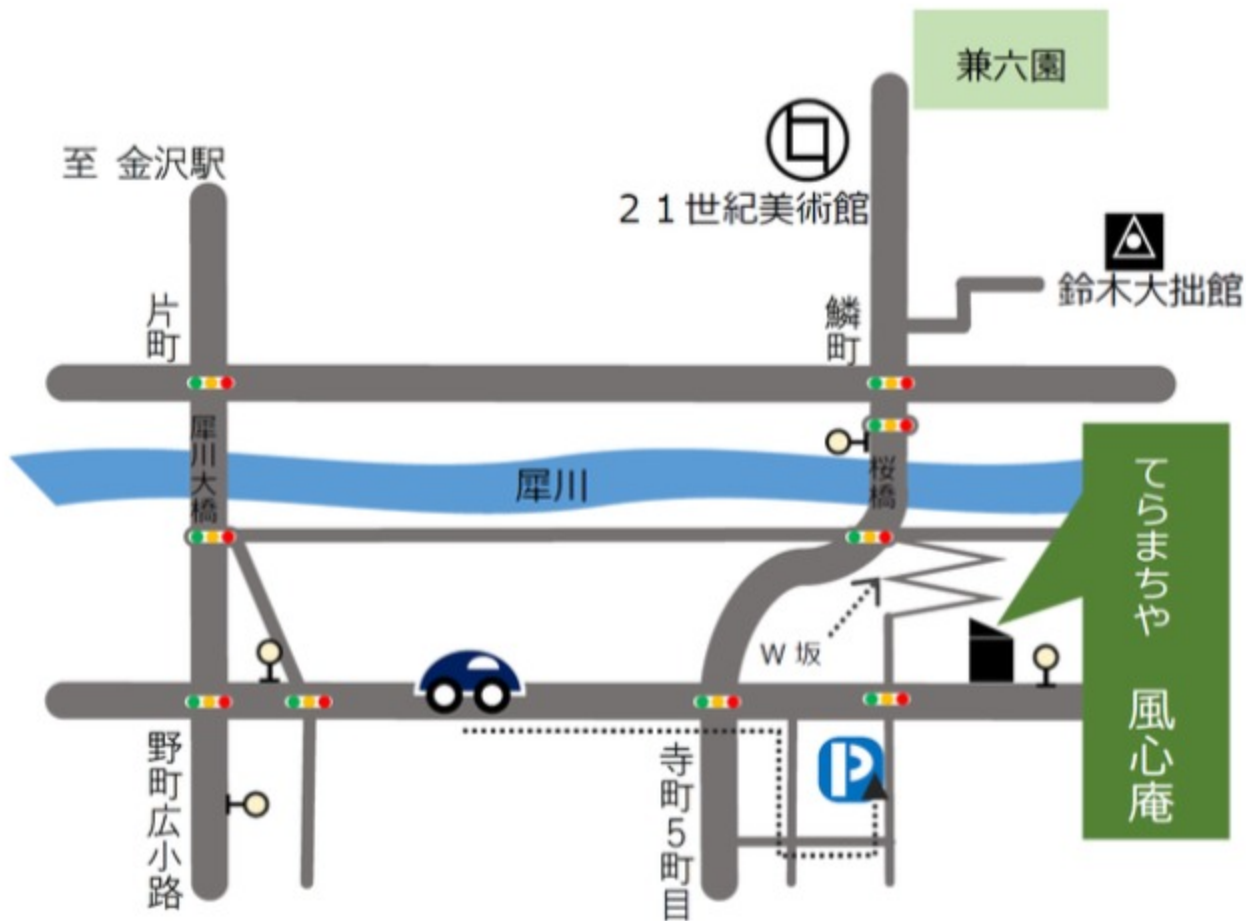 兼六園
至 金沢駅
21世紀美術館
鈴木大拙館
片町
鱗町
犀川大橋
犀川
桜橋
てらまちや 風心庵
W坂
野町広小路
寺町5町目
P